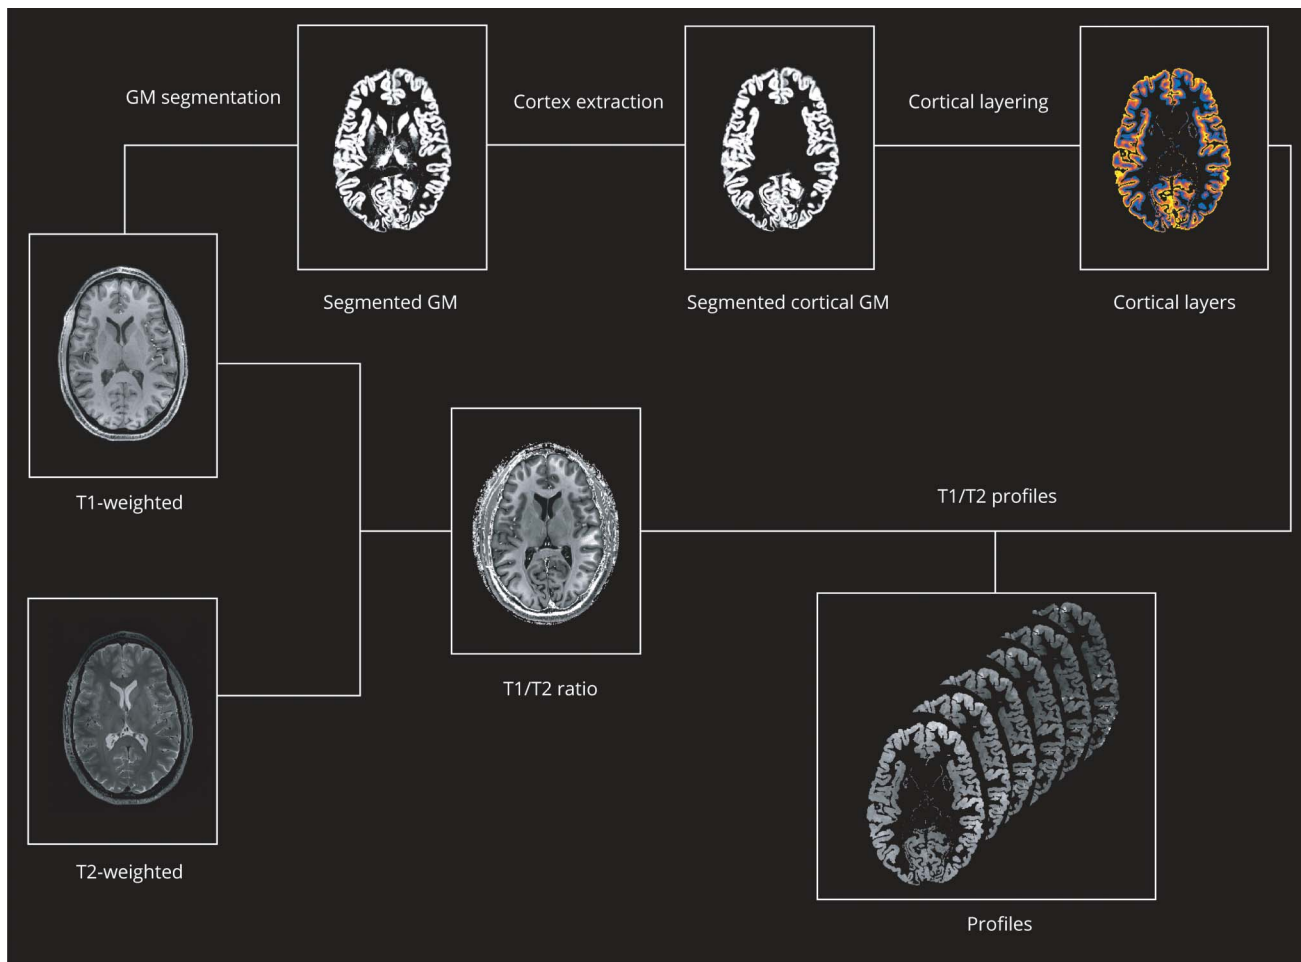 GM segmentation
Cortex extraction
Cortical layering
Segmented GM
Segmented cortical GM
Cortical layers
T1-weighted
T1/T2 profiles
T1/T2 ratio
T2-weighted
Profiles